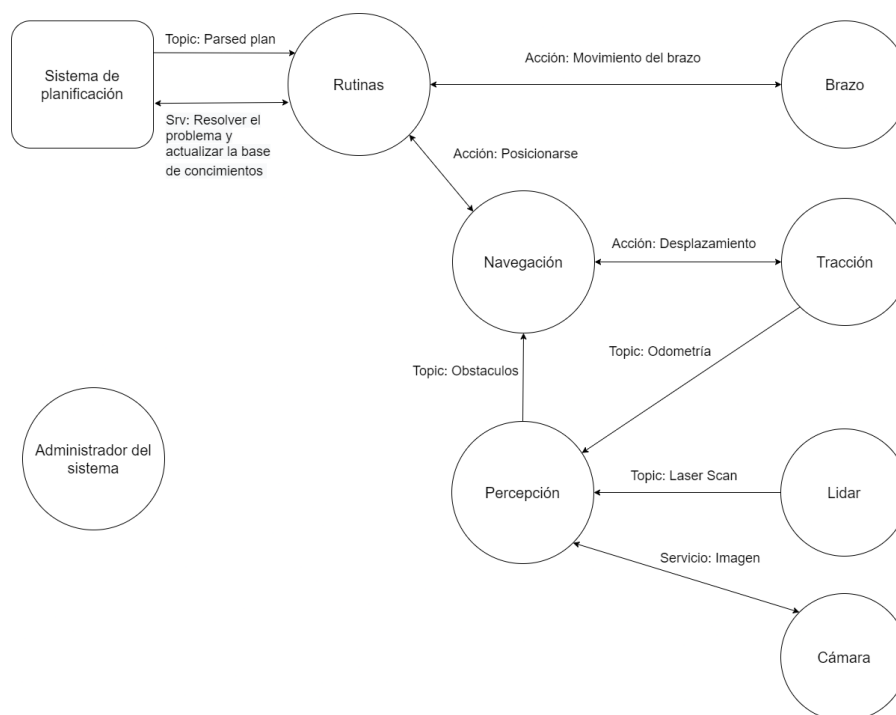 Topic: Parsed plan
Sistema de
planificación
Rutinas
Acción: Movimiento del brazo
Brazo
Srv: Resolver el
problema y
actualizar la base
de concimientos
Acción: Posicionarse
Navegación
Acción: Desplazamiento
Tracción
Topic: Odometría
Topic: Obstaculos
Administrador del
sistema
Percepción
Topic: Laser Scan
Lidar
Servicio: Imagen
Cámara